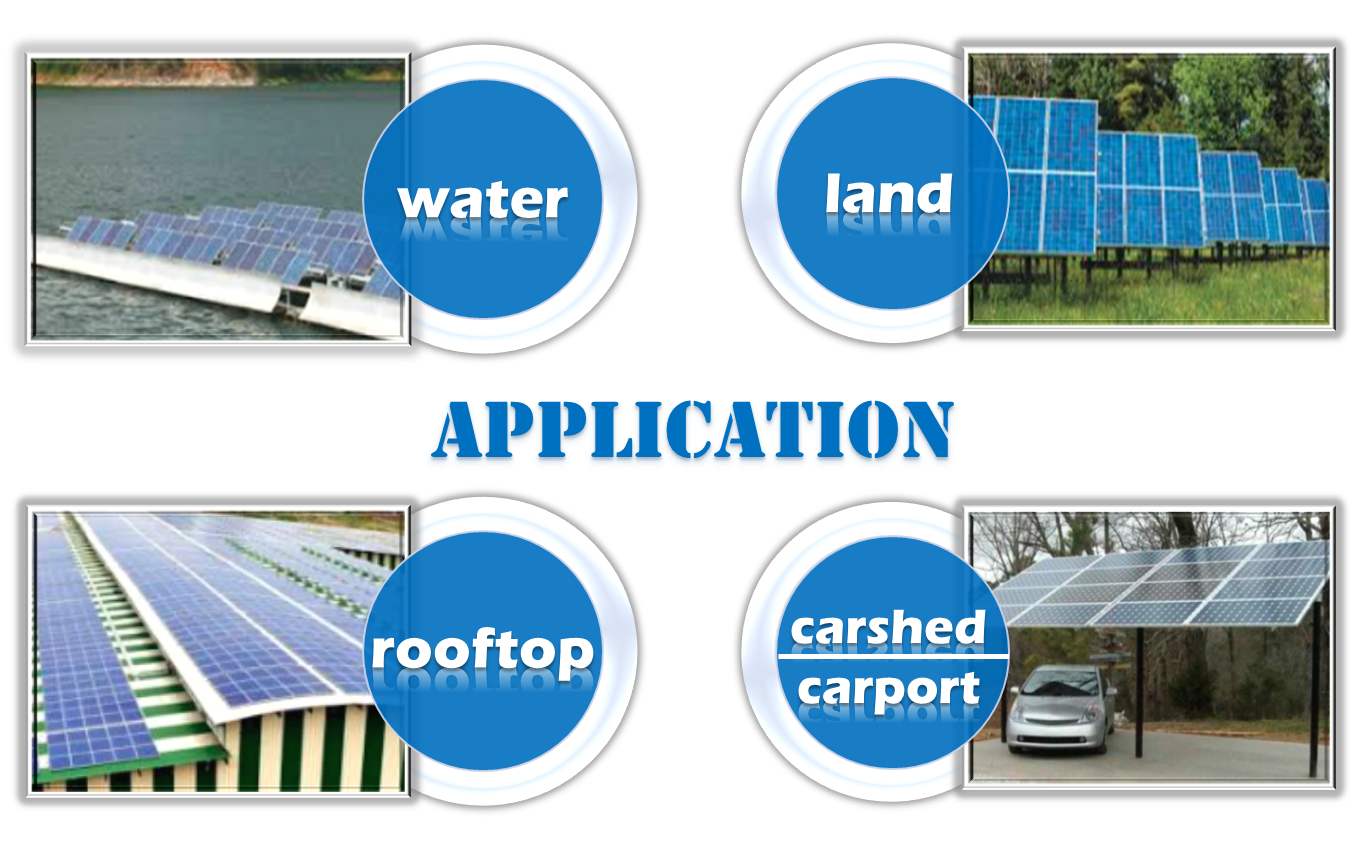 water
land
APPLICATION
rooftop
carshed
carport